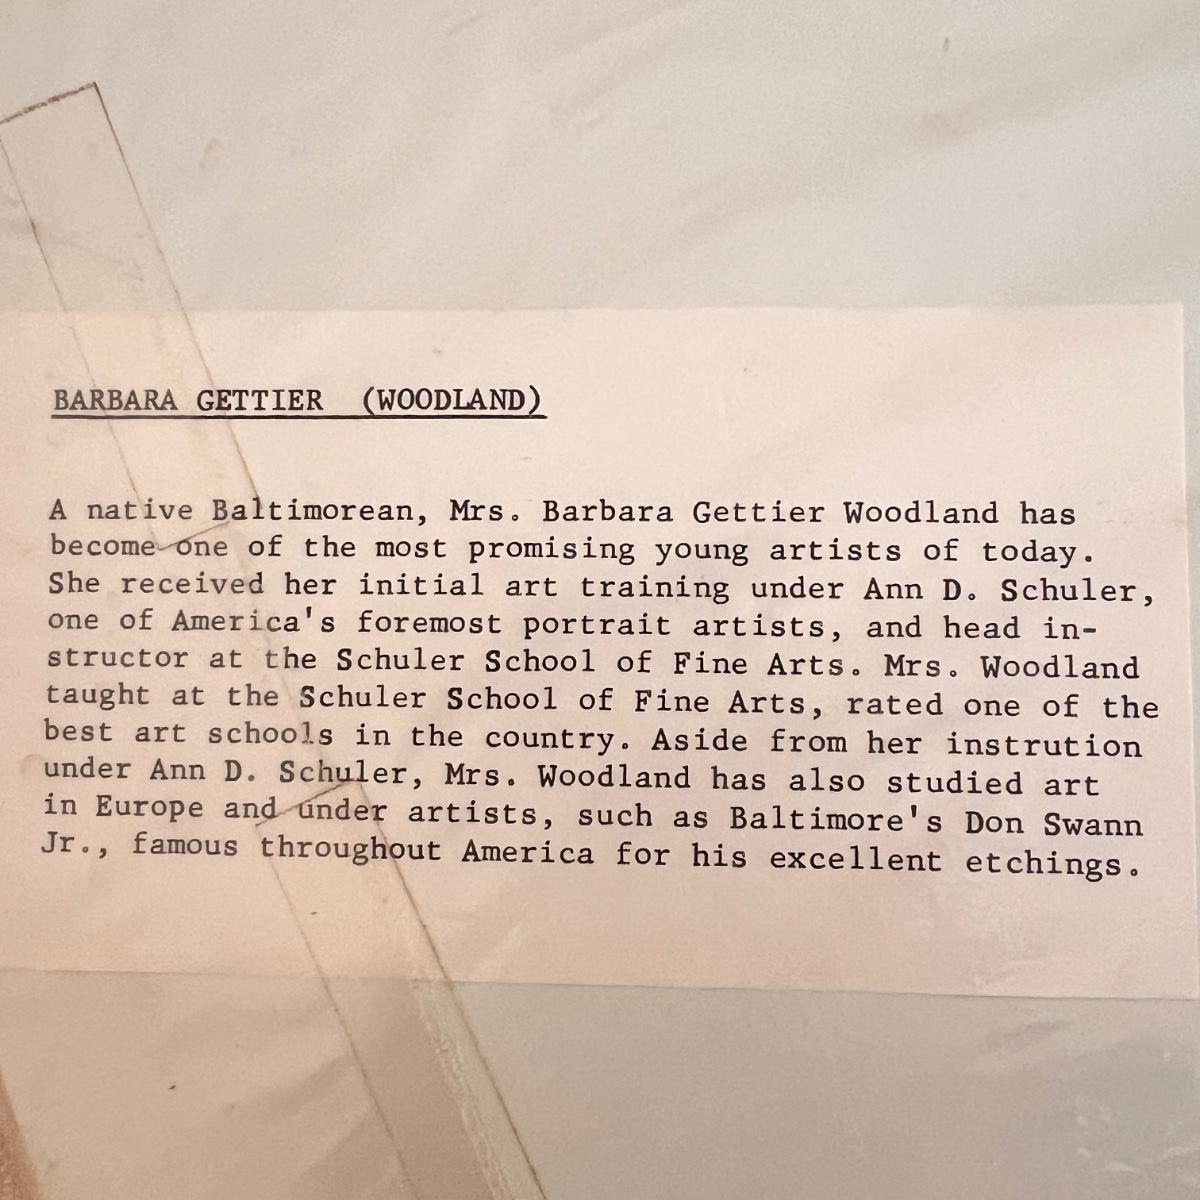 BARBARA GETTIER (WOODLAND)
A native Baltimorean, Mrs. Barbara Gettier Woodland has
become one of the most promising young artists of today.
She received her initial art training under Ann D. Schuler,
one of America's foremost portrait artists, and head in-
structor at the Schuler School of Fine Arts. Mrs. Woodland
taught at the Schuler School of Fine Arts, rated one of the
best art schools in the country. Aside from her instrution
under Ann D. Schuler, Mrs. Woodland has also studied art
in Europe and under artists, such as Baltimore's Don Swann
Jr., famous throughout America for his excellent etchings.